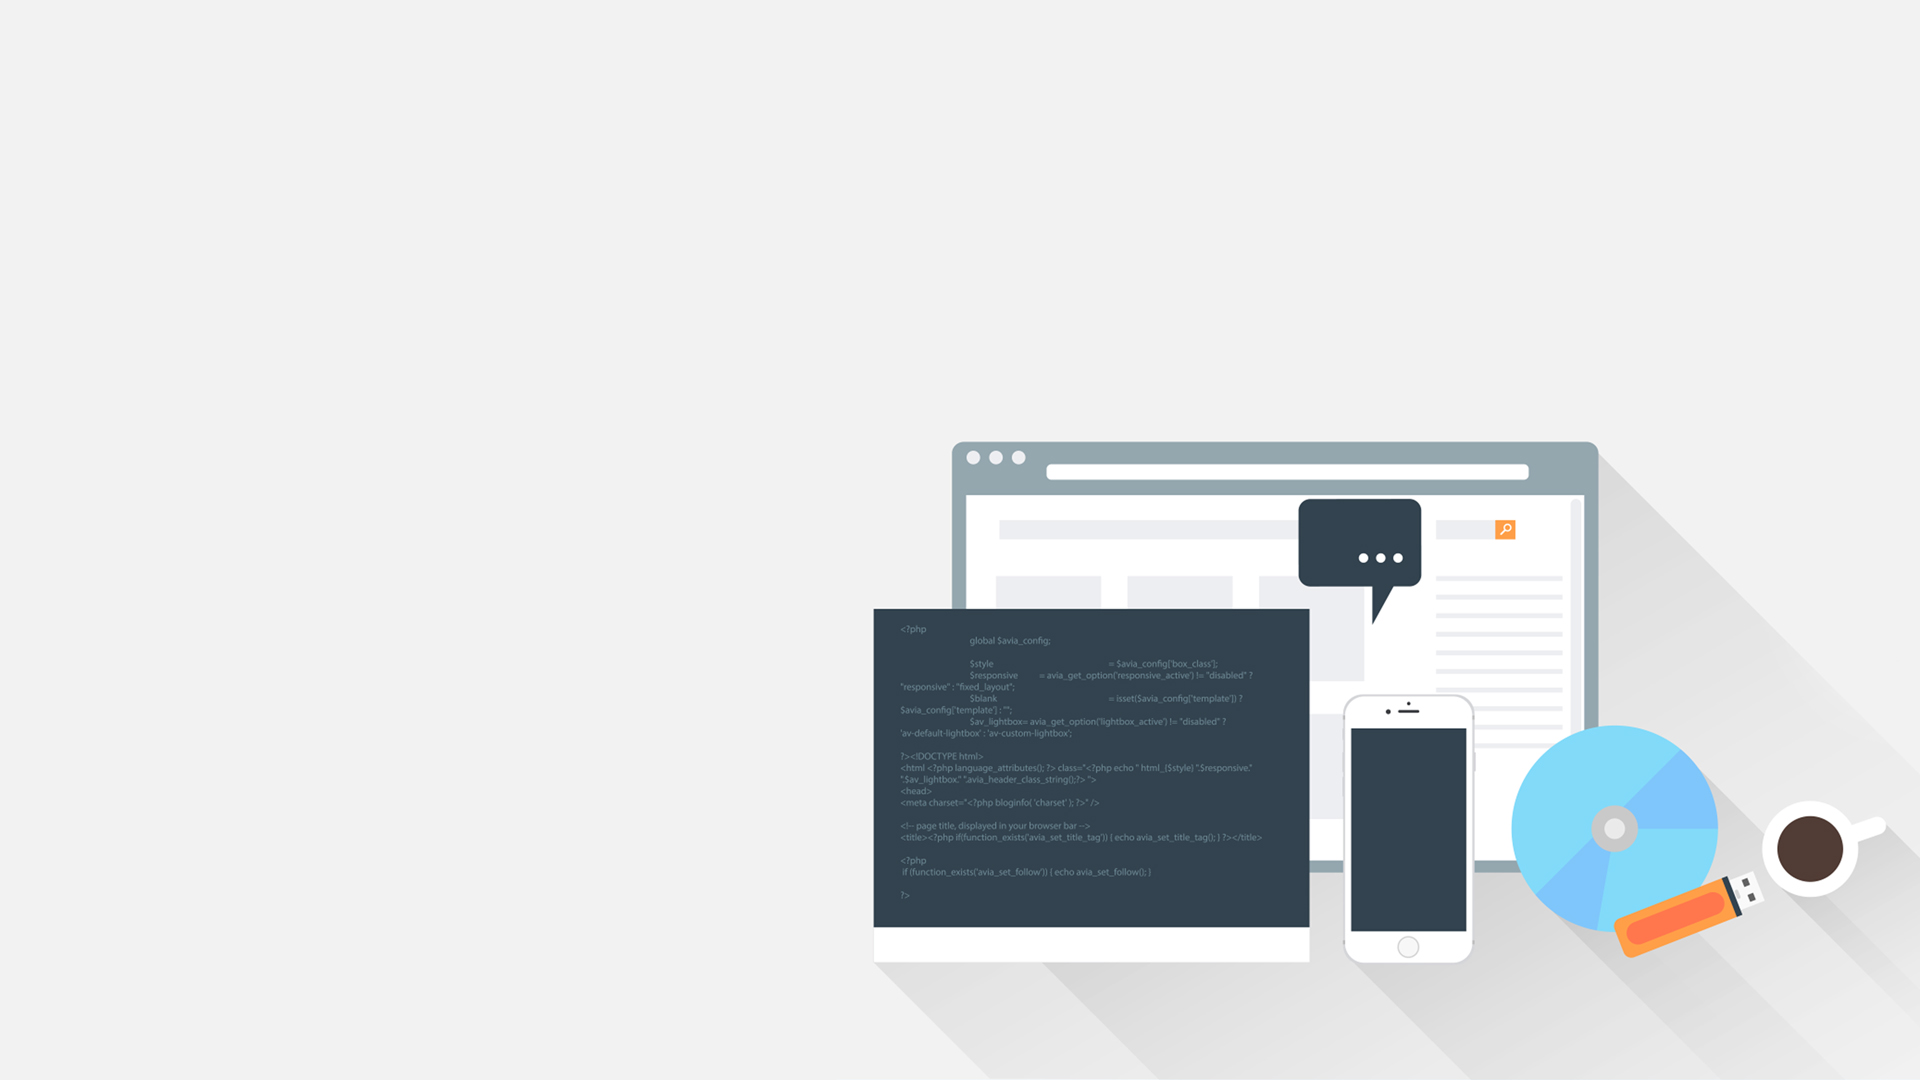 <?php
global $avia_config;
$style = $avia_config['box_class'];
$responsive = avia_get_option('responsive_active') != "disabled" ?
"responsive" : "fixed_layout";
$blank = isset($avia_config['template']) ?
$avia_config['template'] : "";
$av_lightbox= avia_get_option('lightbox_active') != "disabled" ?
'av-default-lightbox' : 'av-custom-lightbox';
?><!DOCTYPE html>
<html <?php language_attributes(); ?> class="<?php echo " html_{$style} ".$responsive."
".$av_lightbox." ".avia_header_class_string();?> ">
<head>
<meta charset="<?php bloginfo( 'charset' ); ?>" />
<!-- page title, displayed in your browser bar -->
<title><?php if(function_exists('avia_set_title_tag')) { echo avia_set_title_tag(); } ?></title>
<?php
if (function_exists('avia_set_follow')) { echo avia_set_follow(); }
?>